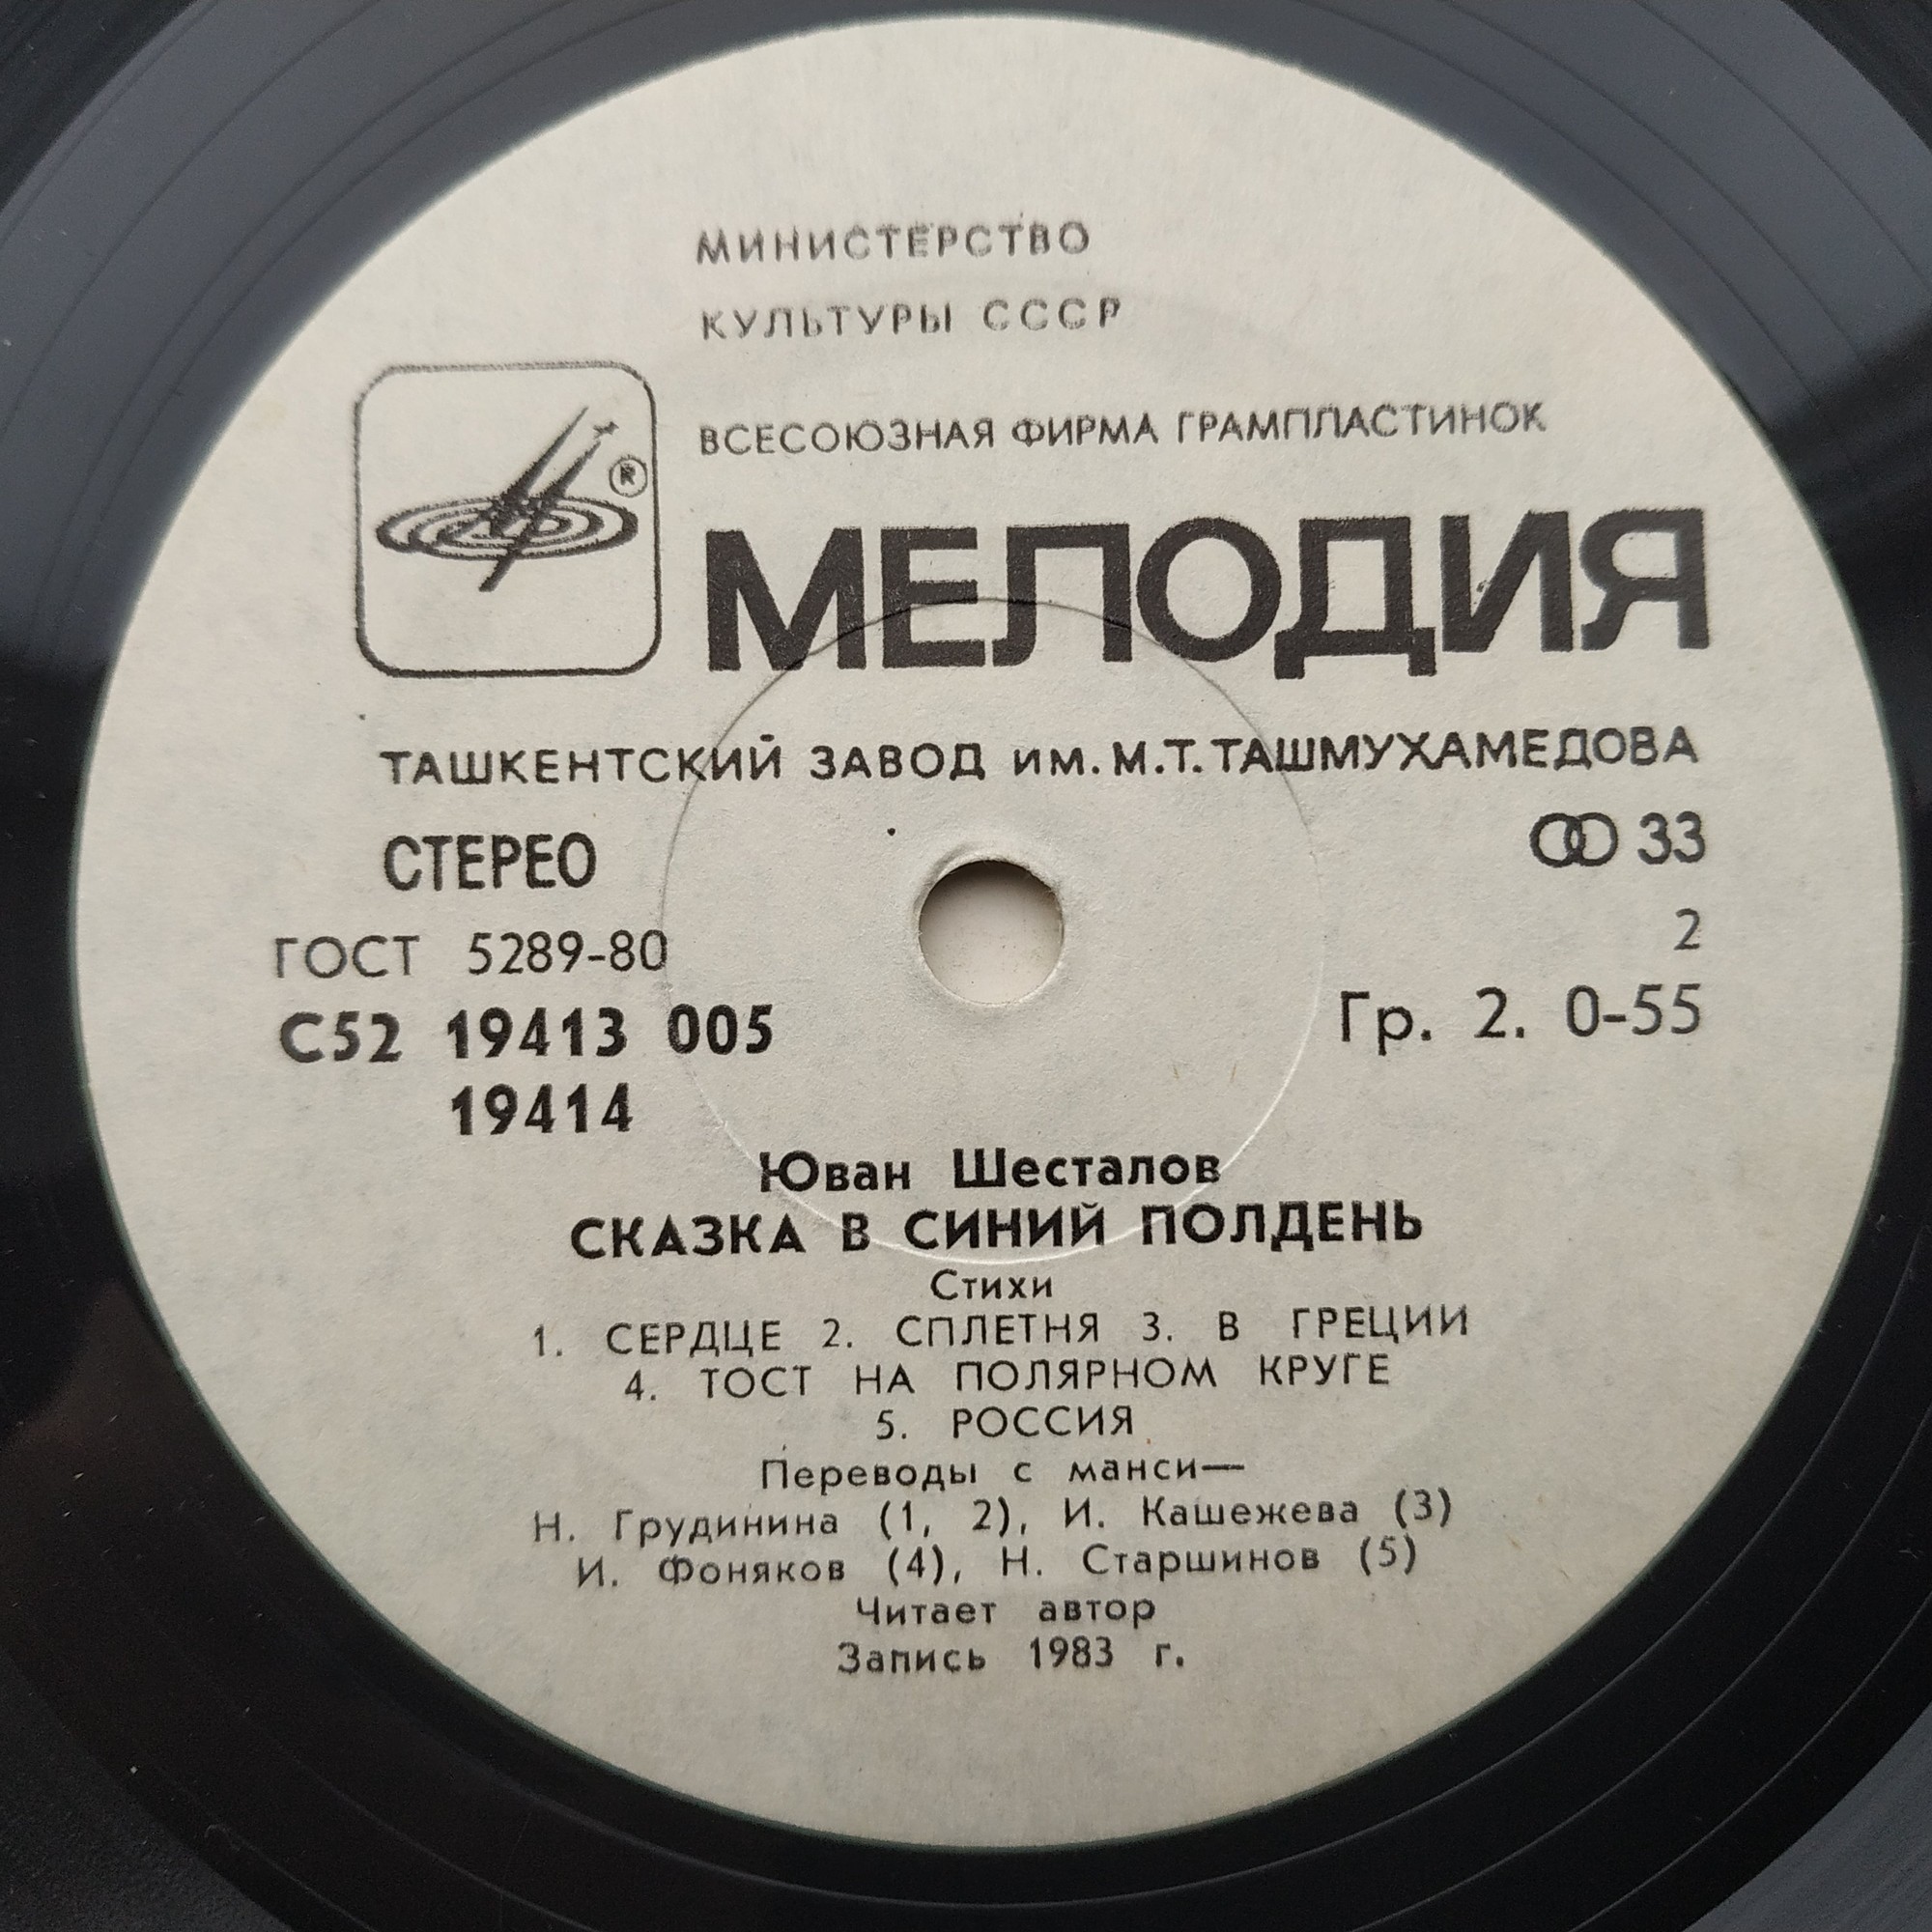 МИНИСТЕРСТВО
КУЛЬТУРЫ СССР
ВСЕСОЮЗНАЯ ФИРМА ГРАМПЛАСТИНОК
®
МЕЛОДИЯ
ТАШКЕНТСКИЙ ЗАВОД им. М.Т. ТАШМУХАМЕДОВА
СТЕРЕО 33
ГОСТ 5289-80 2
С52 19413 005 Гр. 2. 0-55
19414
Юван Шесталов
СКАЗКА В СИНИЙ ПОЛДЕНЬ
Стихи
1. СЕРДЦЕ 2. СПЛЕТНЯ 3. В ГРЕЦИИ
4. ТОСТ НА ПОЛЯРНОМ КРУГЕ
5. РОССИЯ
Переводы с манси—
Н. Грудинина (1, 2), И. Кашежева (3)
И. Фоняков (4), Н. Старшинов (5)
Читает автор
Запись 1983 г.